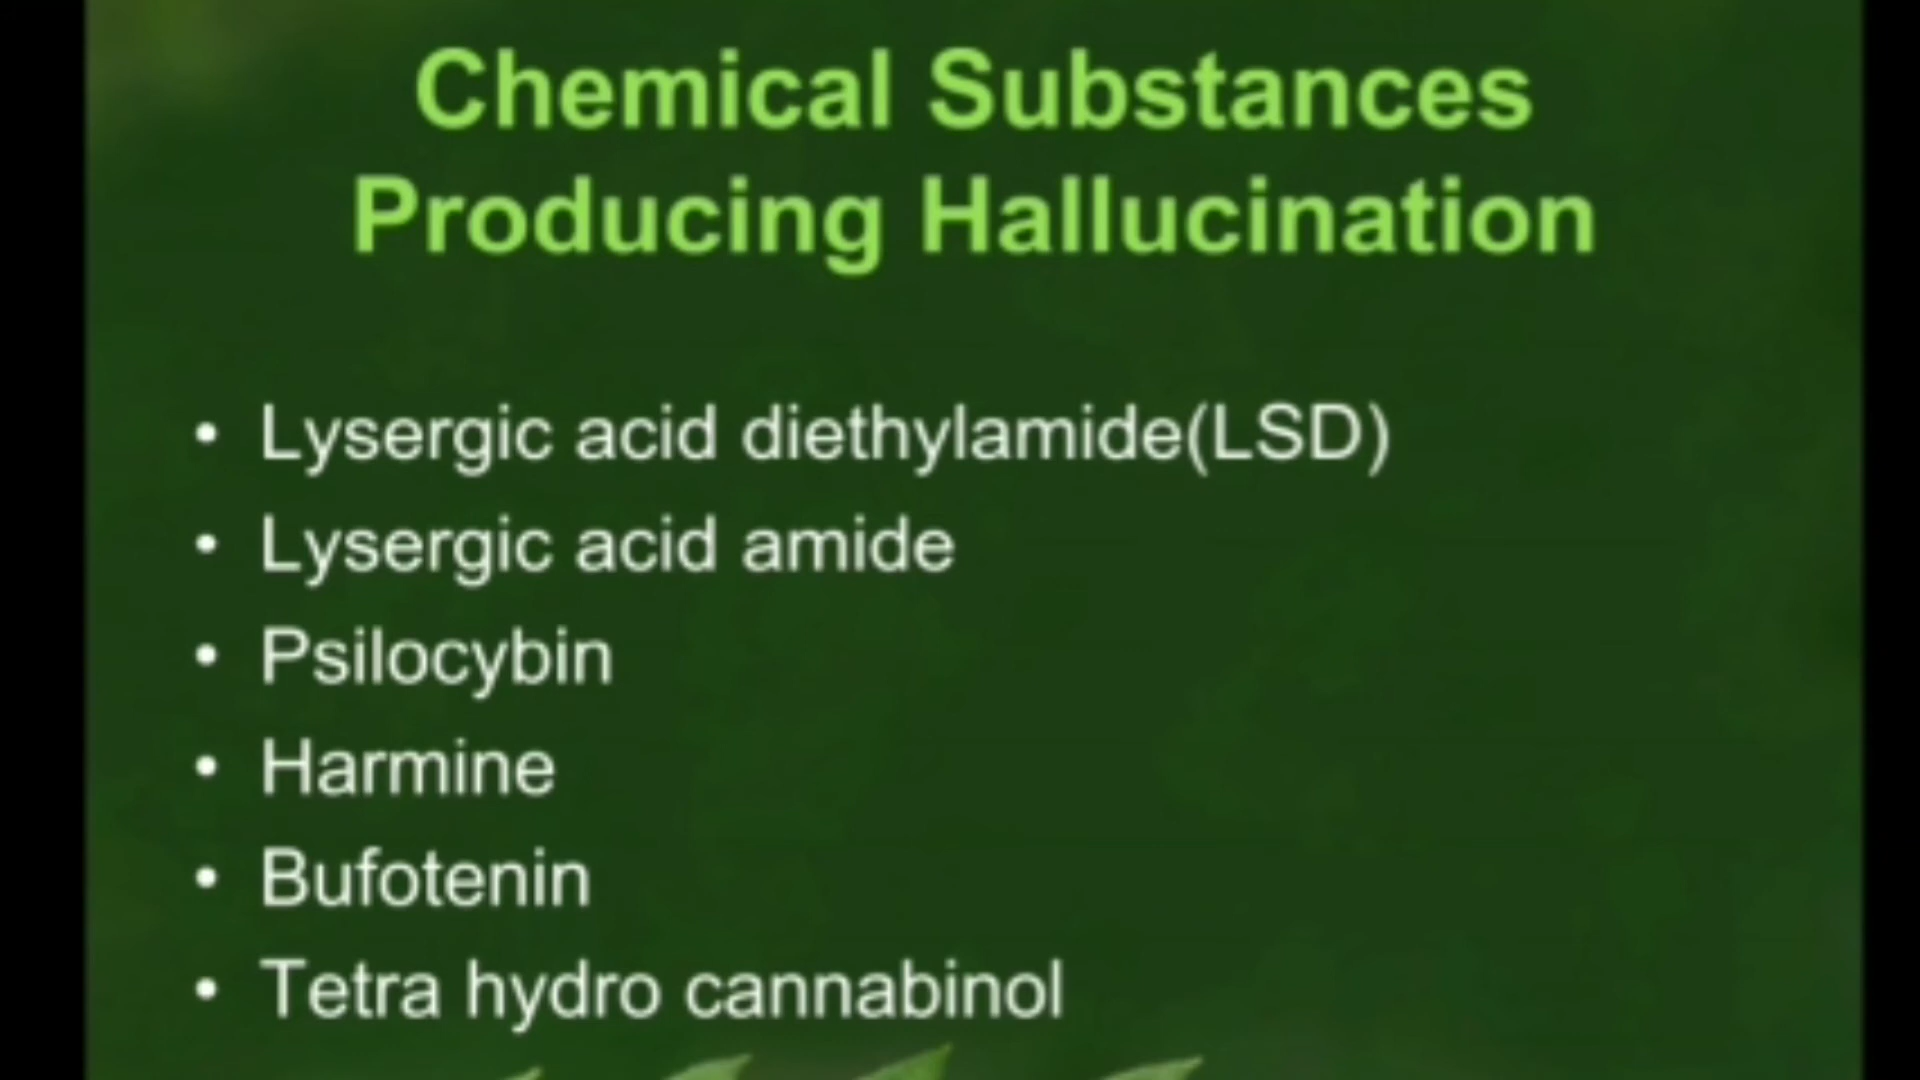 Chemical Substances
Producing Hallucination
• Lysergic acid diethylamide(LSD)
• Lysergic acid amide
• Psilocybin
• Harmine
• Bufotenin
• Tetra hydro cannabinol